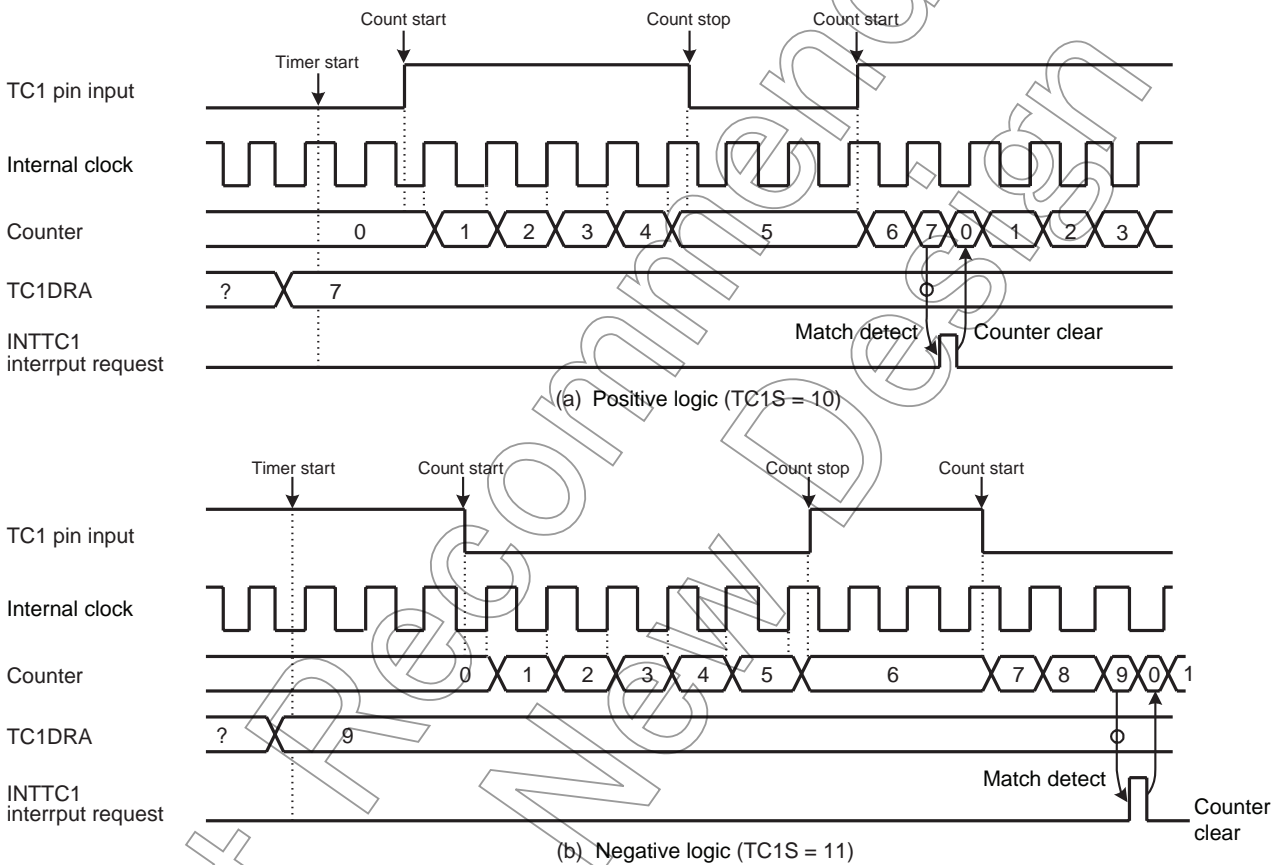 Count start Count stop Count start
Timer start
TC1 pin input
Internal clock
Counter 0 1 2 3 4 5 6 7 0 1 2 3
TC1DRA ? 7
Match detect Counter clear
INTTC1
interrput request
(a) Positive logic (TC1S = 10)
Timer start Count start Count stop Count start
TC1 pin input
Internal clock
Counter 0 1 2 3 4 5 6 7 8 9 0 1
TC1DRA ? 9
Match detect
INTTC1
interrput request
Counter
clear
(b) Negative logic (TC1S = 11)
Recommen
New Design